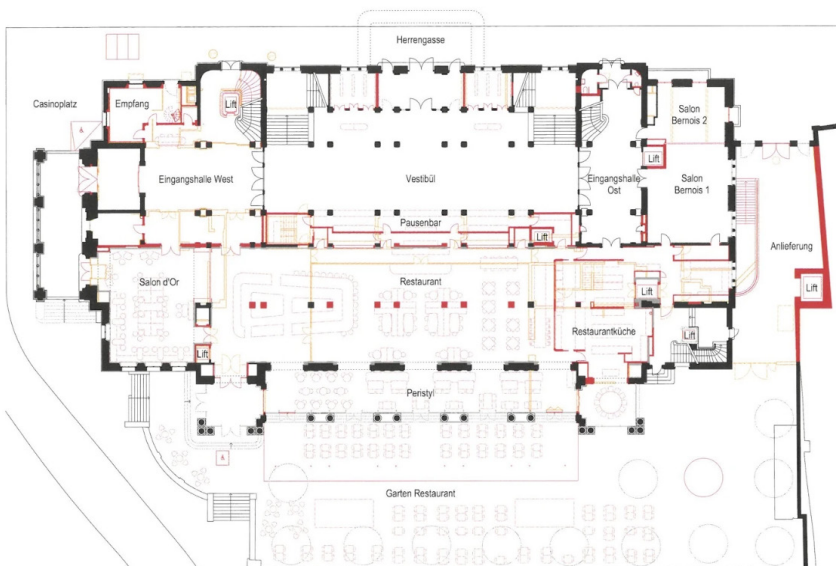 Herrengasse
Casinoplatz
Empfang
Lift
Salon
Bernois 2
Eingangshalle West
Vestibül
Eingangshalle
Ost
Lift
Salon
Bernois 1
Pausenbar
Lift
Anlieferung
Salon d'Or
Restaurant
Lift
Lift
Restaurantküche
Lift
Lift
Peristyl
Garten Restaurant